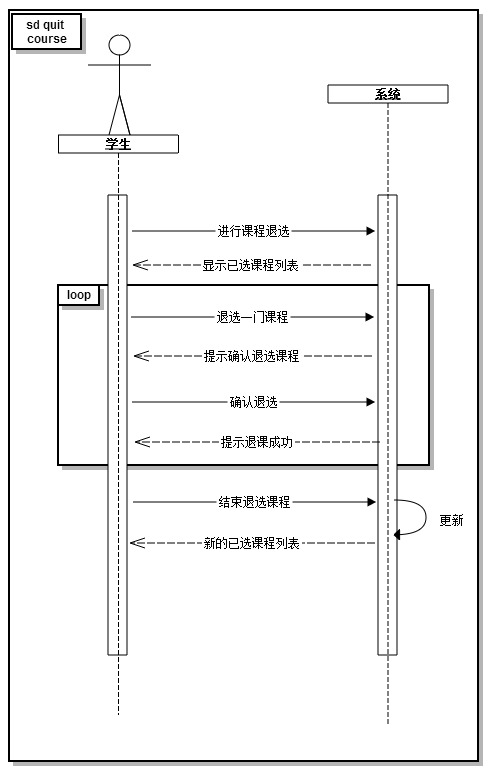 sd quit
course
学生
系统
进行课程退选
显示已选课程列表
loop
退选一门课程
提示确认退选课程
确认退选
提示退课成功
结束退选课程
更新
新的已选课程列表